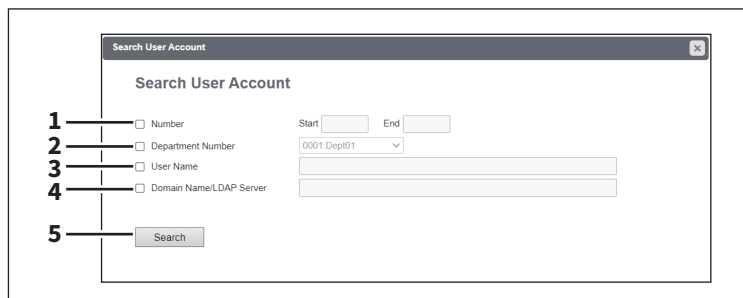 Search User Account
Search User Account
1 Number Start End
2 Department Number 0001:Dept01
3 User Name
4 Domain Name/LDAP Server
5 Search